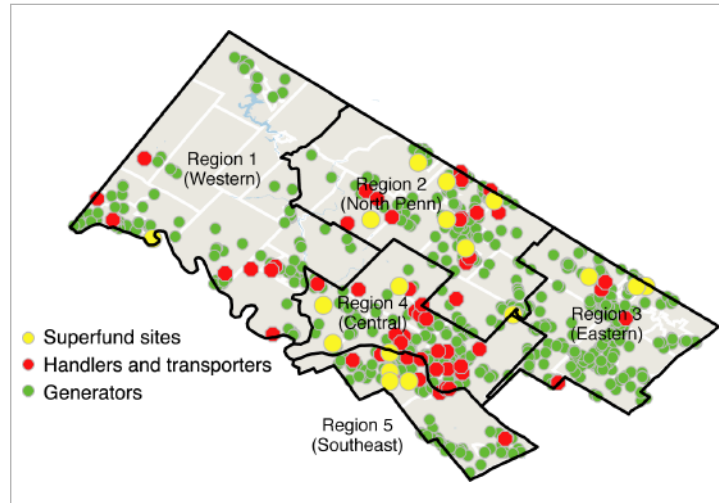 Region 1
(Western)
Region 2
(North Penn)
Region 4
(Central)
Region 3
(Eastern)
Superfund sites
Handlers and transporters
Generators
Region 5
(Southeast)